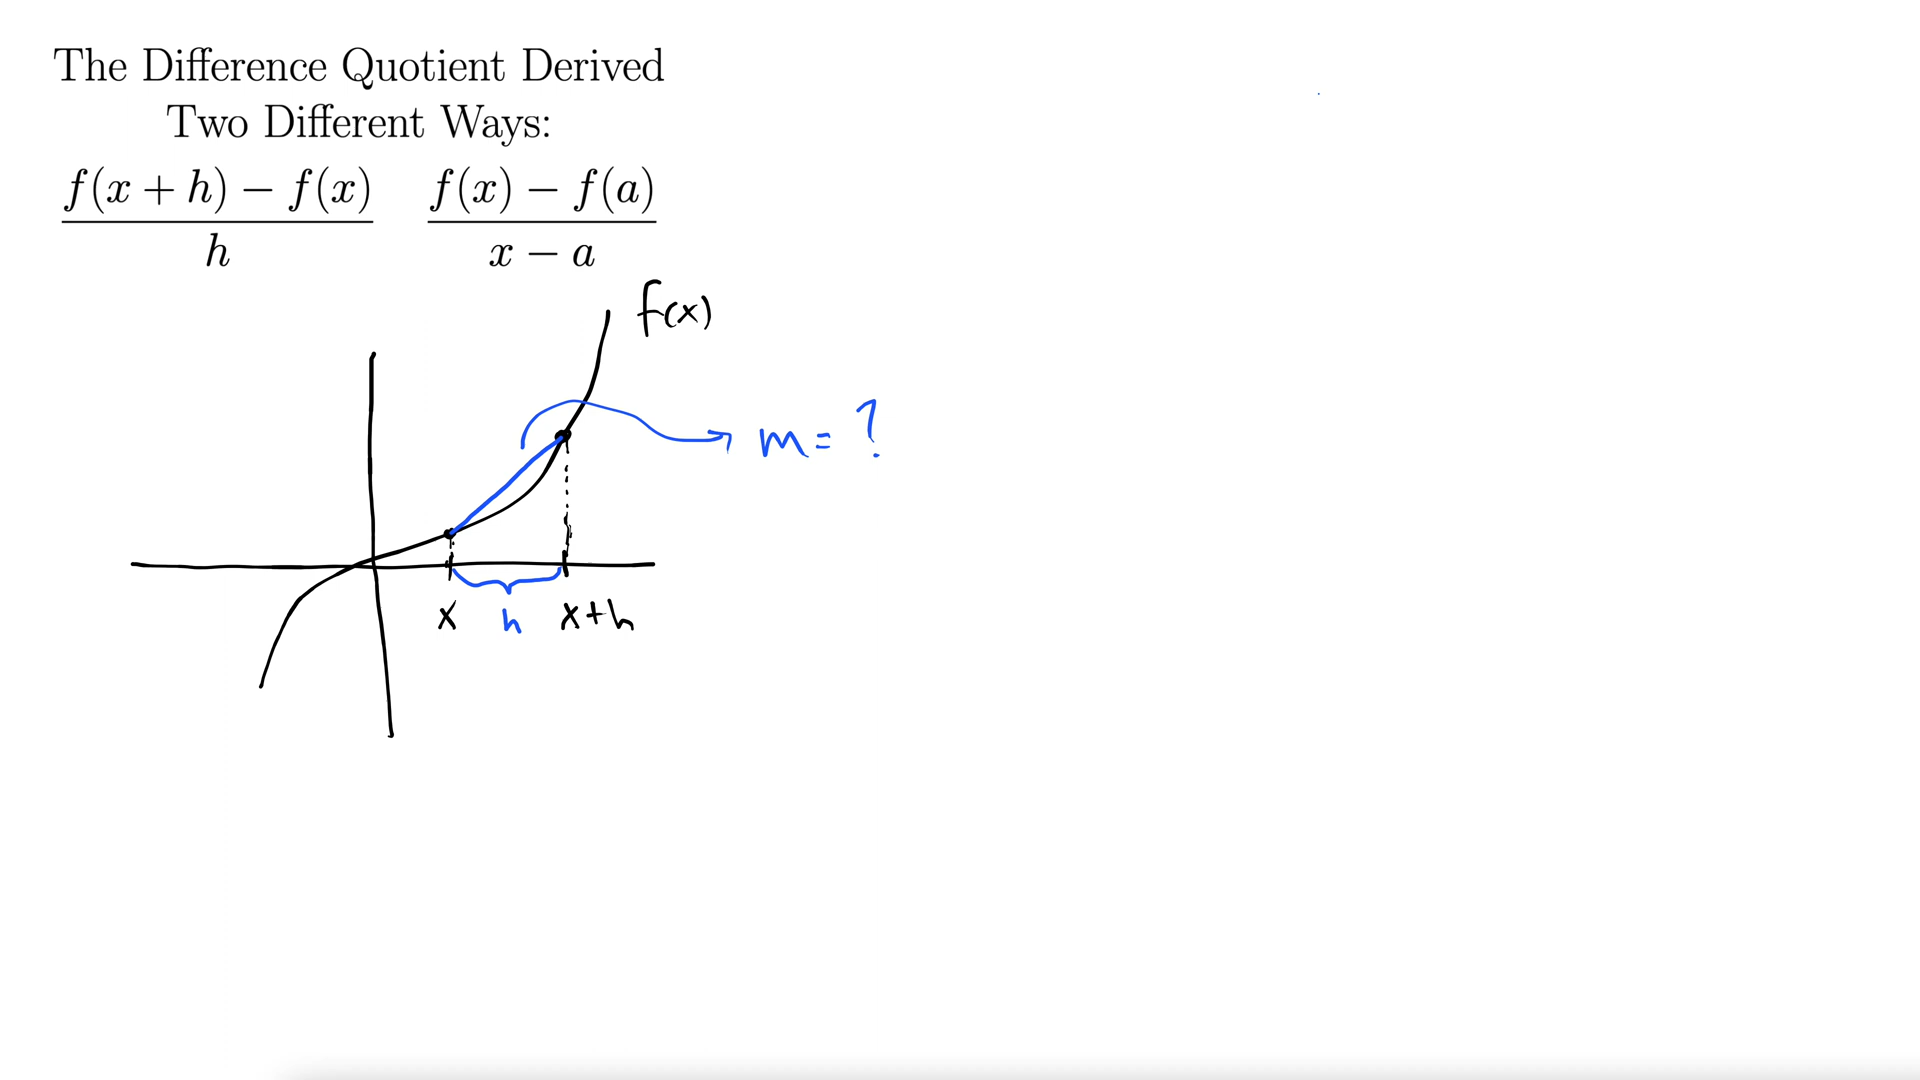 The Difference Quotient Derived
Two Different Ways:
f(x + h) − f(x) f(x) − f(a)
h x − a
f(x)
m = ?
x h x+h